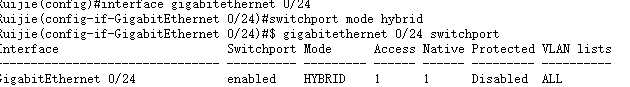 Ruijie(config)#interface gigabitethernet 0/24
Ruijie(config-if-GigabitEthernet 0/24)#switchport mode hybrid
Ruijie(config-if-GigabitEthernet 0/24)#$ gigabitethernet 0/24 switchport
Interface Switchport Mode Access Native Protected VLAN lists
-------------------------------- ---------- --------- ------ ------ --------- ----------
GigabitEthernet 0/24 enabled HYBRID 1 1 Disabled ALL